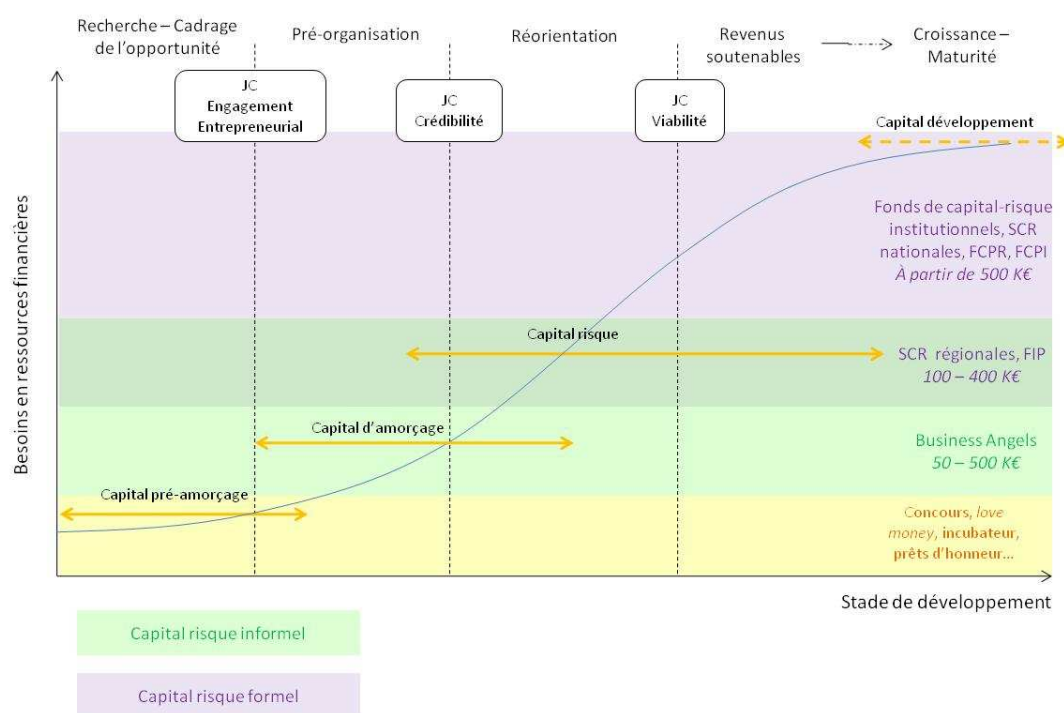 Recherche – Cadrage
de l'opportunité
Pré-organisation
Réorientation
Revenus
soutenables
Croissance –
Maturité
JC
Engagement
Entrepreneurial
JC
Crédibilité
JC
Viabilité
Capital développement
Besoins en ressources financières
Fonds de capital-risque
institutionnels, SCR
nationales, FCPR, FCPI
À partir de 500 K€
Capital risque
SCR régionales, FIP
100 – 400 K€
Capital d'amorçage
Business Angels
50 – 500 K€
Capital pré-amorçage
Concours, love
money, incubateur,
prêts d'honneur...
Stade de développement
Capital risque informel
Capital risque formel